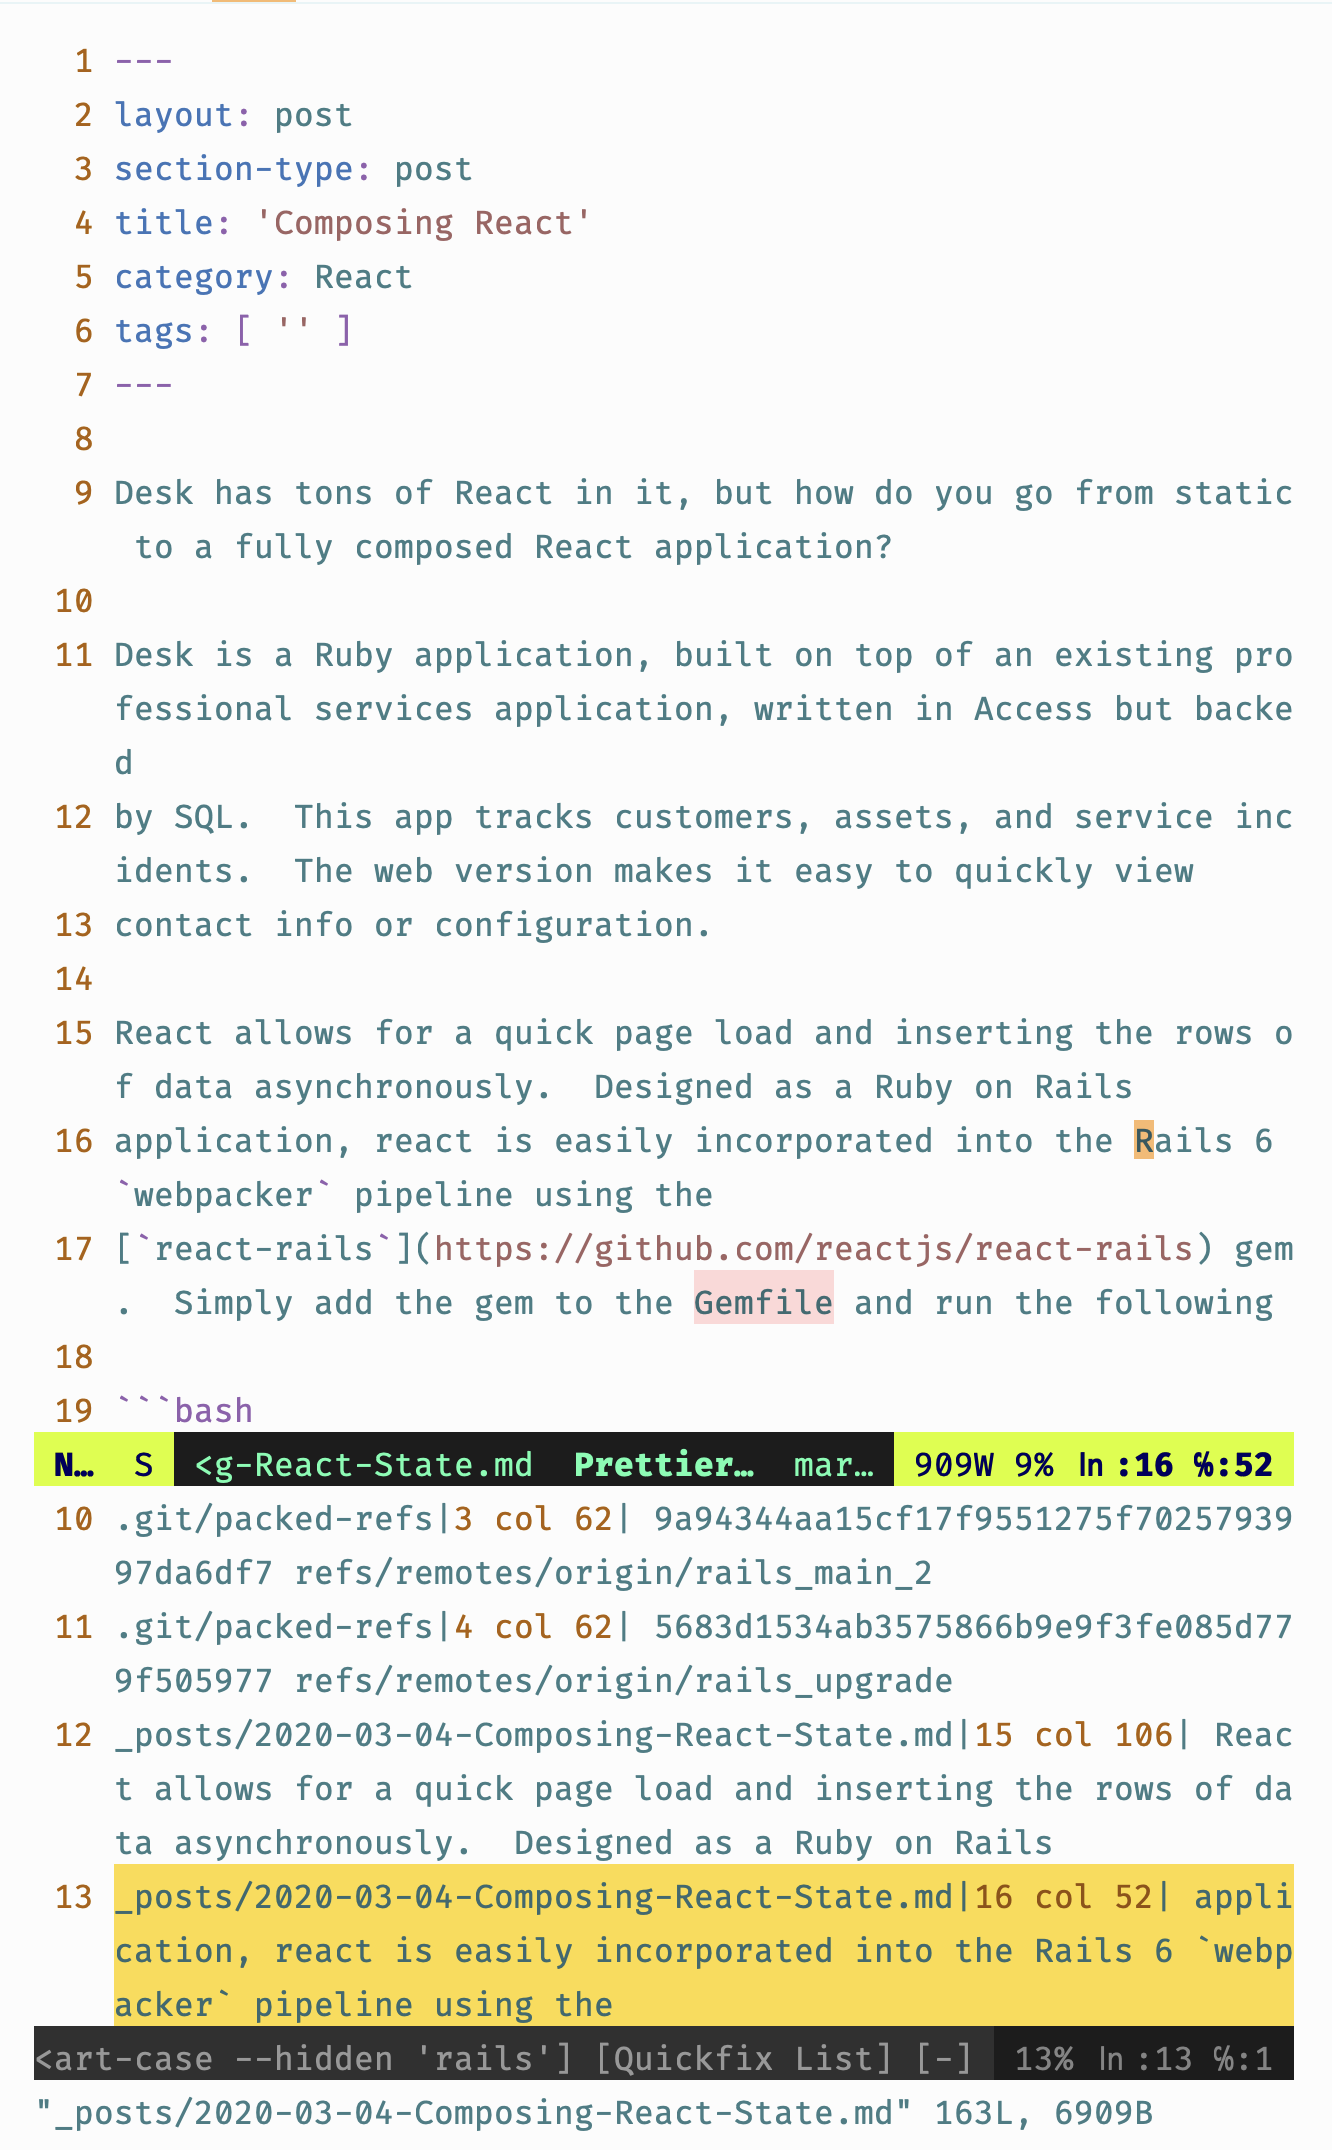 1 ---
2 layout: post
3 section-type: post
4 title: 'Composing React'
5 category: React
6 tags: [ '' ]
7 ---
8
9 Desk has tons of React in it, but how do you go from static
to a fully composed React application?
10
11 Desk is a Ruby application, built on top of an existing pro
fessional services application, written in Access but backe
d
12 by SQL.  This app tracks customers, assets, and service inc
idents.  The web version makes it easy to quickly view
13 contact info or configuration.
14
15 React allows for a quick page load and inserting the rows o
f data asynchronously.  Designed as a Ruby on Rails
16 application, react is easily incorporated into the Rails 6
`webpacker` pipeline using the
17 [`react-rails`](https://github.com/reactjs/react-rails) gem
.  Simply add the gem to the Gemfile and run the following
18
19 ```bash
N… S <g-React-State.md Prettier… mar… 909W 9% ln :16 ℅:52
10 .git/packed-refs|3 col 62| 9a94344aa15cf17f9551275f70257939
97da6df7 refs/remotes/origin/rails_main_2
11 .git/packed-refs|4 col 62| 5683d1534ab3575866b9e9f3fe085d77
9f505977 refs/remotes/origin/rails_upgrade
12 _posts/2020-03-04-Composing-React-State.md|15 col 106| Reac
t allows for a quick page load and inserting the rows of da
ta asynchronously.  Designed as a Ruby on Rails
13 _posts/2020-03-04-Composing-React-State.md|16 col 52| appli
cation, react is easily incorporated into the Rails 6 `webp
acker` pipeline using the
<art-case --hidden 'rails'] [Quickfix List] [-] 13% ln :13 ℅:1
"_posts/2020-03-04-Composing-React-State.md" 163L, 6909B